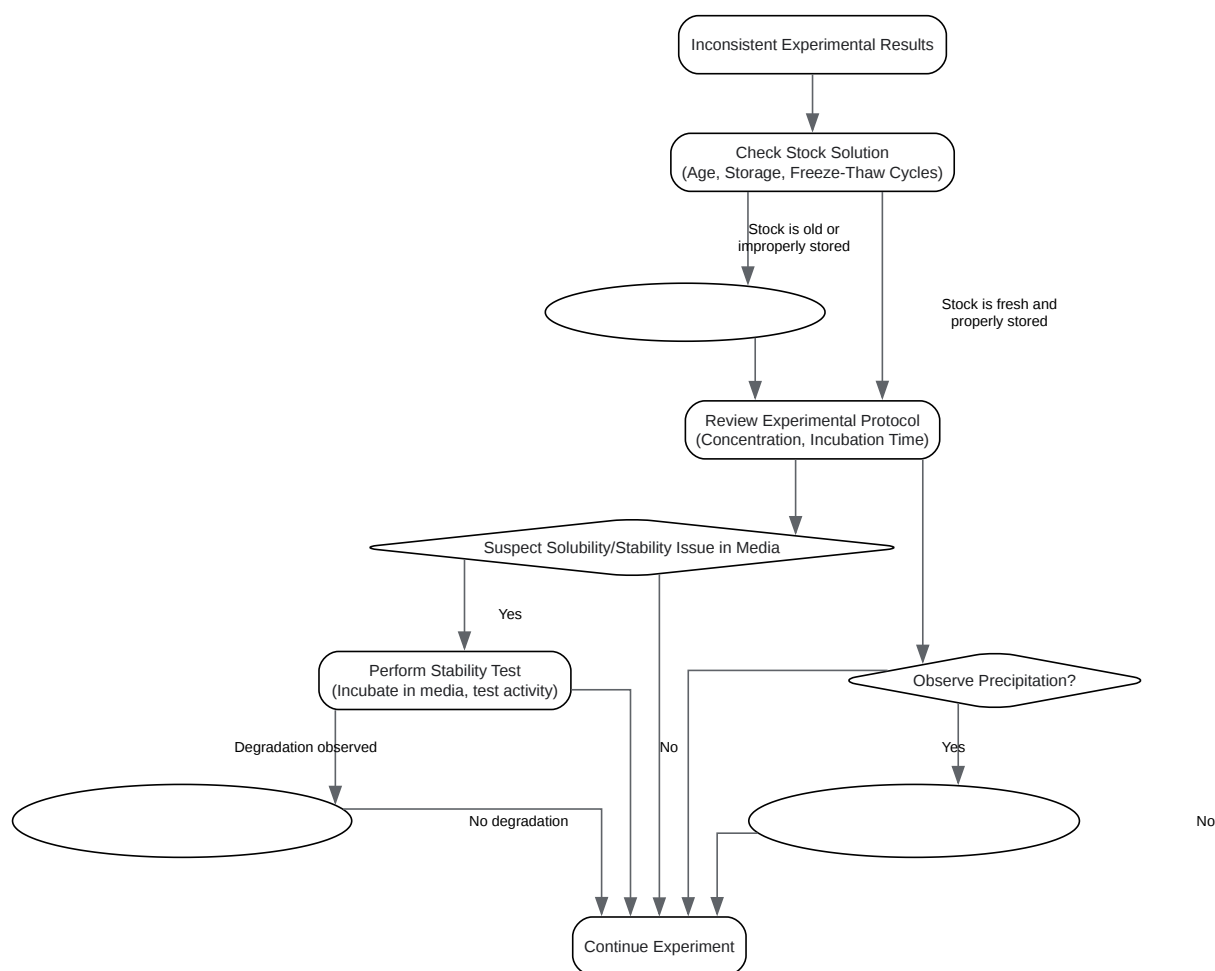 Inconsistent Experimental Results
Check Stock Solution
(Age, Storage, Freeze-Thaw Cycles)
Stock is old or
improperly stored
Stock is fresh and
properly stored
Review Experimental Protocol
(Concentration, Incubation Time)
Suspect Solubility/Stability Issue in Media
Yes
Perform Stability Test
(Incubate in media, test activity)
Observe Precipitation?
Degradation observed
No
Yes
No degradation
No
Continue Experiment